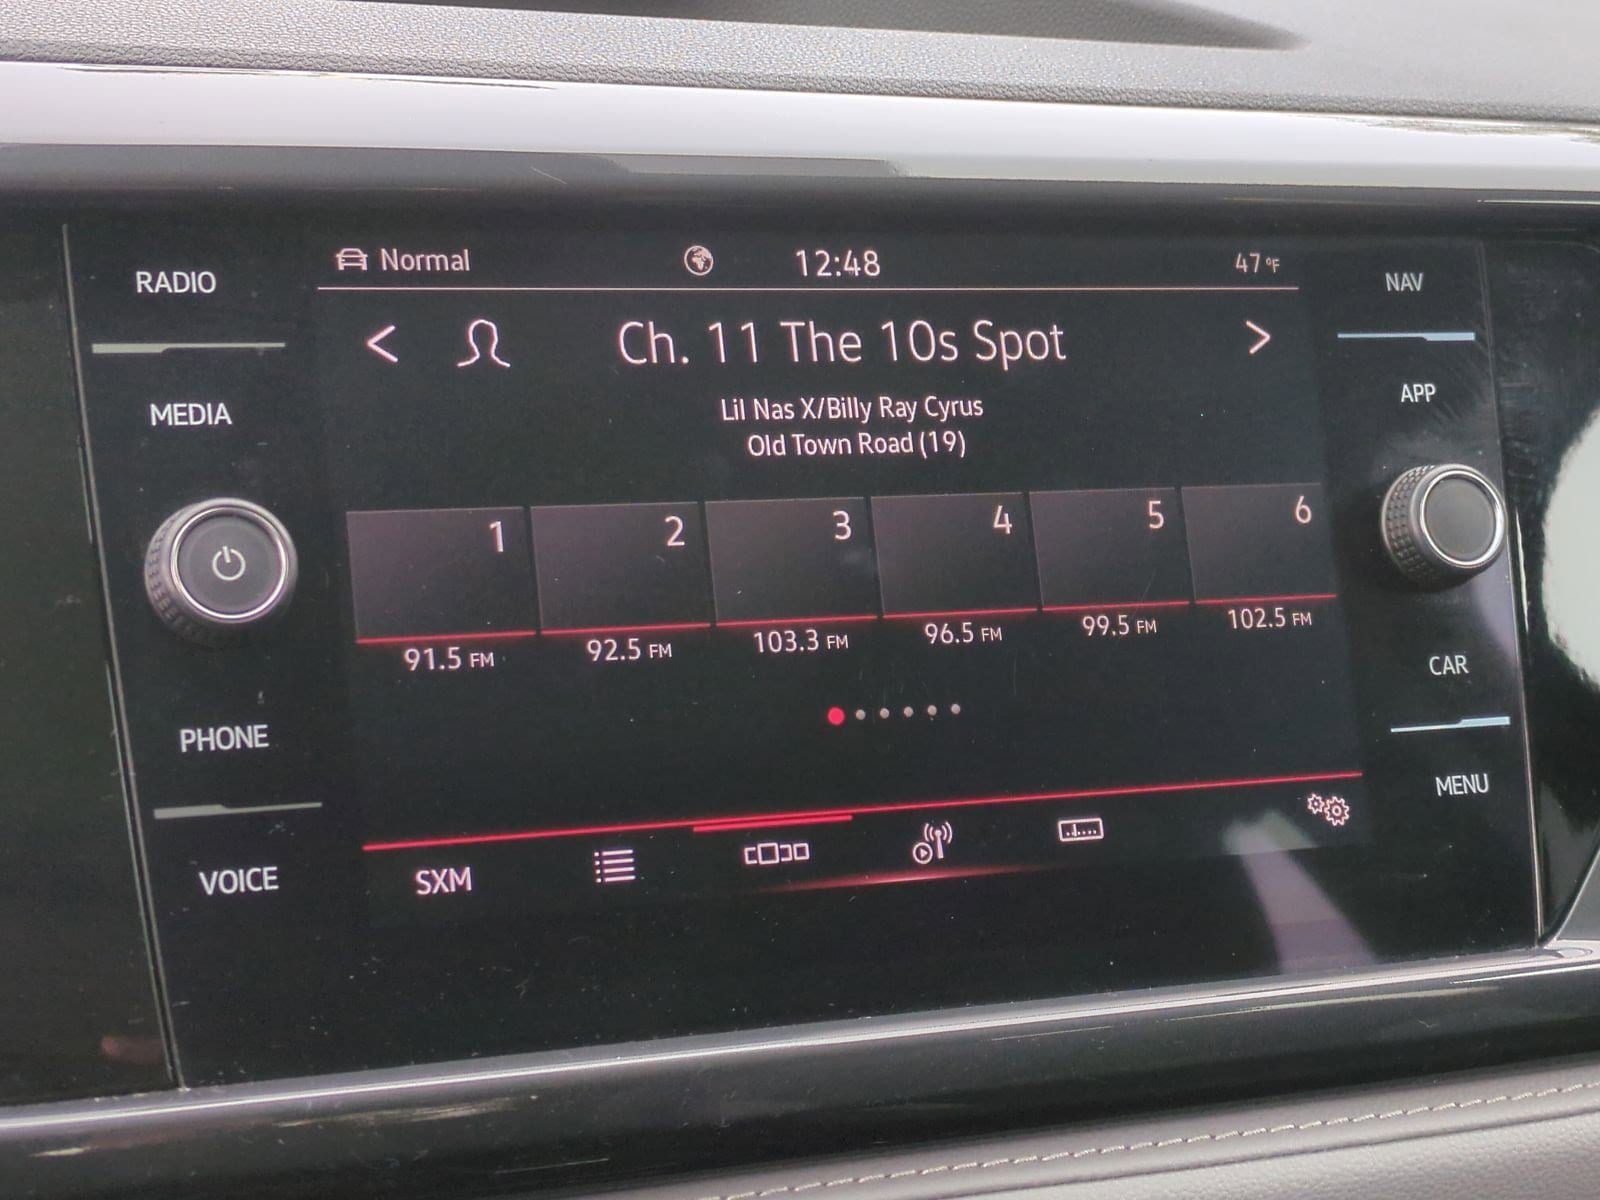 RADIO
MEDIA
PHONE
VOICE
Normal
12:48
47°F
Ch. 11 The 10s Spot
Lil Nas X/Billy Ray Cyrus
Old Town Road (19)
1 2 3 4 5 6
91.5 FM 92.5 FM 103.3 FM 96.5 FM 99.5 FM 102.5 FM
SXM
NAV
APP
CAR
MENU